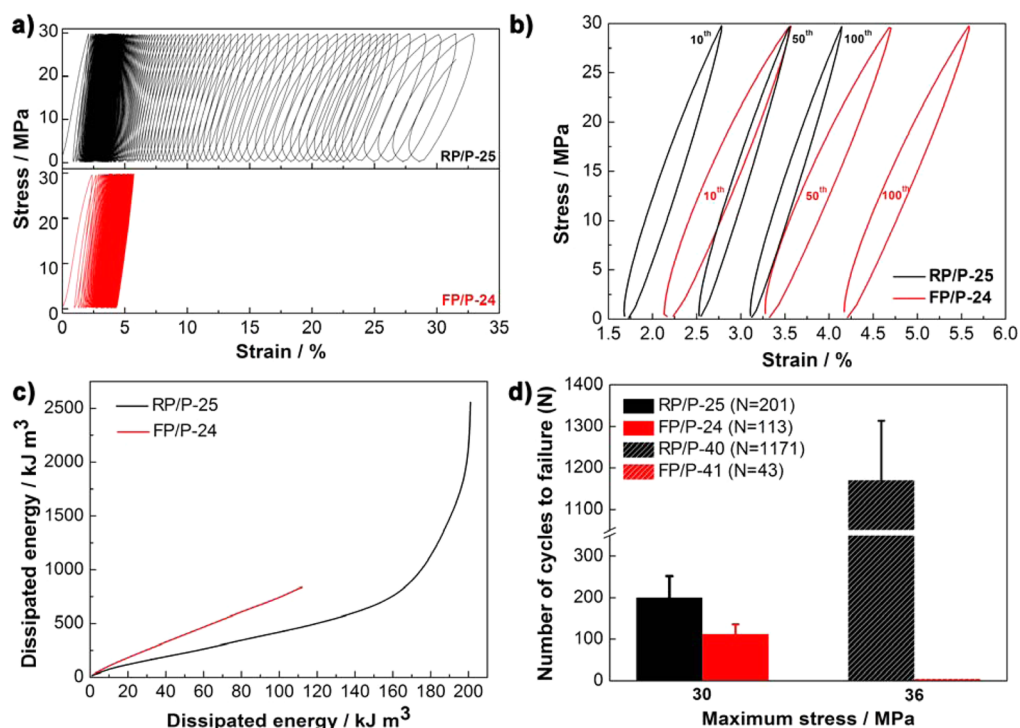 a)
30
20
10
0
RP/P-25
30
20
10
0
FP/P-24
0 5 10 15 20 25 30 35
Stress / MPa
Strain / %
b)
30
25
20
15
10
5
0
10th 50th 100th
10th 50th 100th
RP/P-25
FP/P-24
1.5 2.0 2.5 3.0 3.5 4.0 4.5 5.0 5.5 6.0
Stress / MPa
Strain / %
c)
2500
2000
1500
1000
500
0
RP/P-25
FP/P-24
0 20 40 60 80 100 120 140 160 180 200
Dissipated energy / kJ m³
Dissipated energy / kJ m³
d)
1400
1300
1200
1100
300
200
100
0
RP/P-25 (N=201)
FP/P-24 (N=113)
RP/P-40 (N=1171)
FP/P-41 (N=43)
30 36
Number of cycles to failure (N)
Maximum stress / MPa